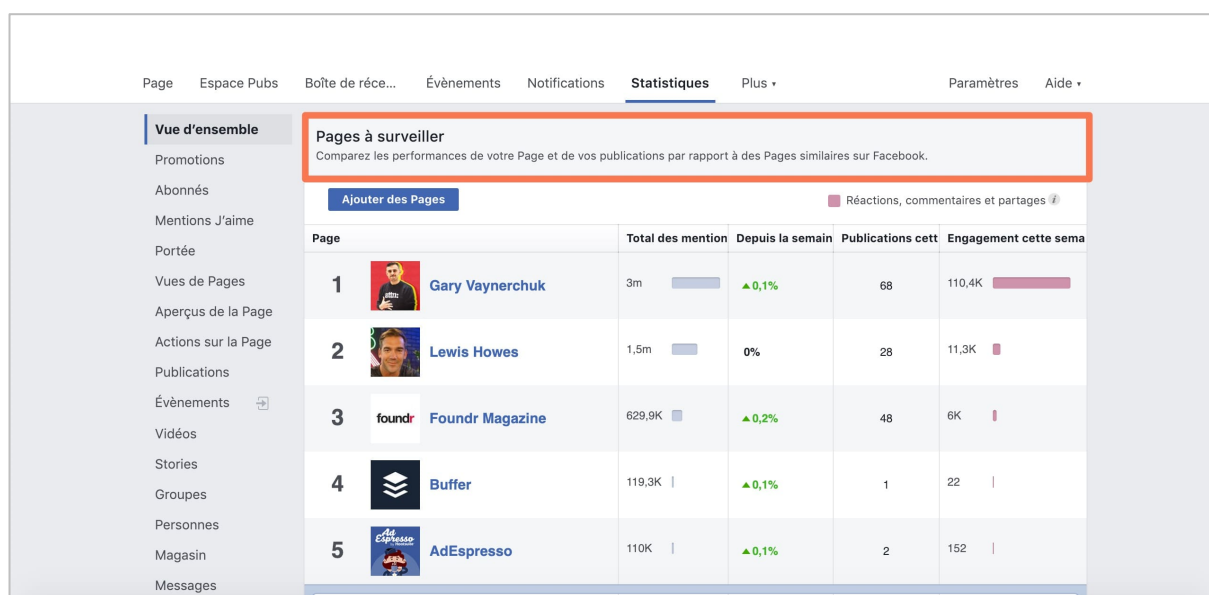 Page Espace Pubs Boîte de réce... Évènements Notifications Statistiques Plus Paramètres Aide
Vue d'ensemble
Promotions
Abonnés
Mentions J'aime
Portée
Vues de Pages
Aperçus de la Page
Actions sur la Page
Publications
Évènements
Vidéos
Stories
Groupes
Personnes
Magasin
Messages
Pages à surveiller
Comparez les performances de votre Page et de vos publications par rapport à des Pages similaires sur Facebook.
Ajouter des Pages
Réactions, commentaires et partages i
Page Total des mention Depuis la semain Publications cett Engagement cette sema
1 Gary Vaynerchuk 3m ▲0,1% 68 110,4K
2 Lewis Howes 1,5m 0% 28 11,3K
3 foundr Foundr Magazine 629,9K ▲0,2% 48 6K
4 Buffer 119,3K ▲0,1% 1 22
5 AdEspresso AdEspresso 110K ▲0,1% 2 152